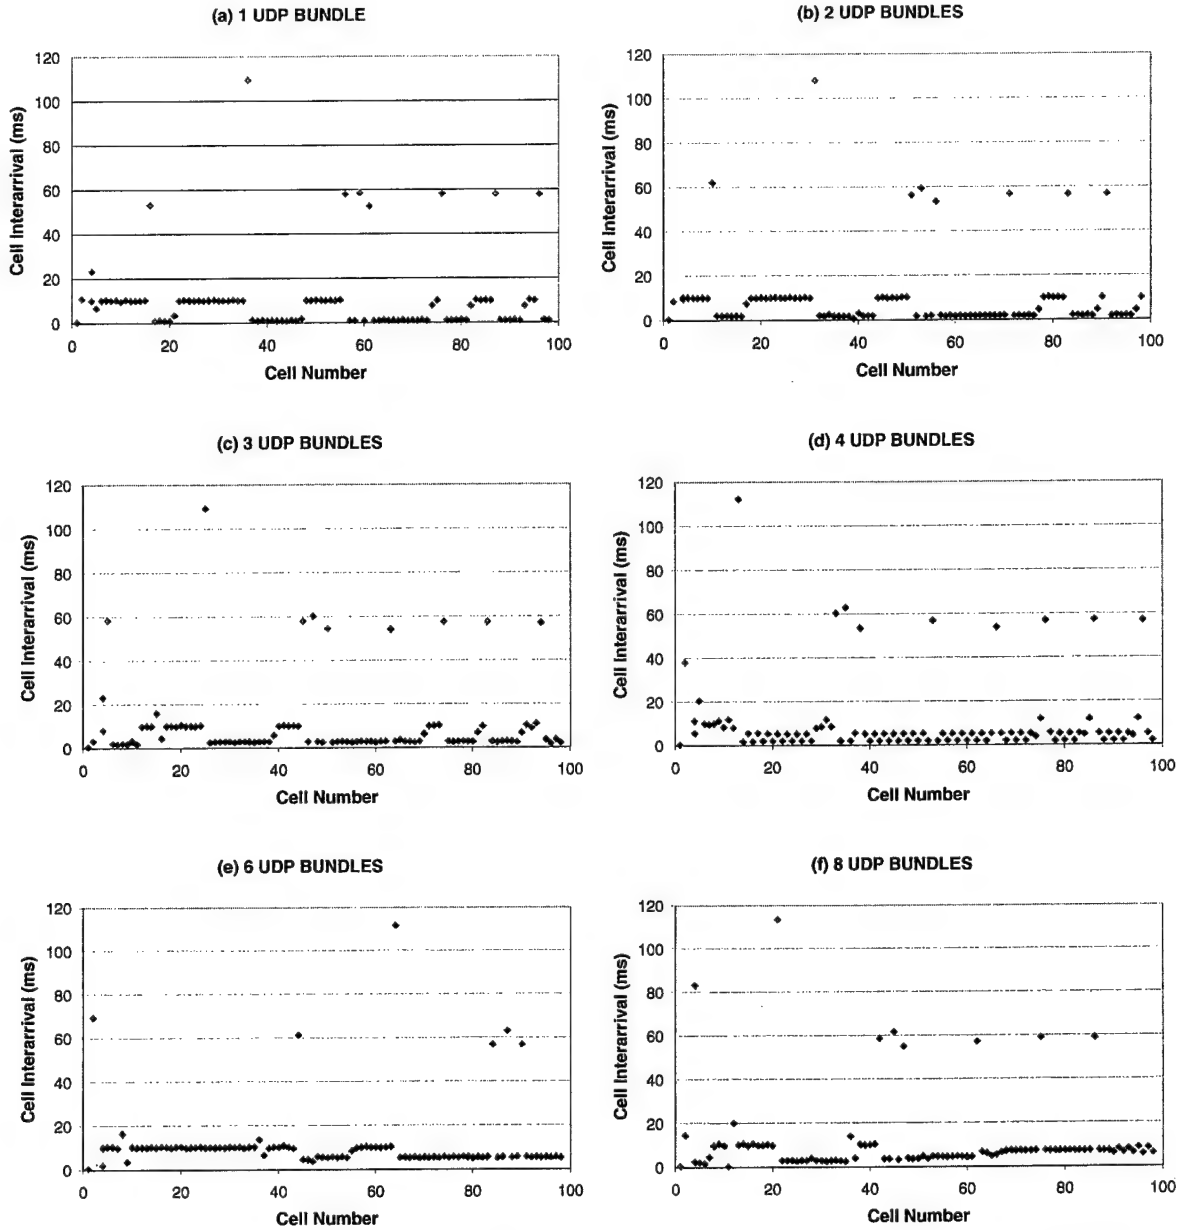 (a) 1 UDP BUNDLE
Cell Interarrival (ms)
120
100
80
60
40
20
0
0 20 40 60 80 100
Cell Number
(b) 2 UDP BUNDLES
Cell Interarrival (ms)
120
100
80
60
40
20
0
0 20 40 60 80 100
Cell Number
(c) 3 UDP BUNDLES
Cell Interarrival (ms)
120
100
80
60
40
20
0
0 20 40 60 80 100
Cell Number
(d) 4 UDP BUNDLES
Cell Interarrival (ms)
120
100
80
60
40
20
0
0 20 40 60 80 100
Cell Number
(e) 6 UDP BUNDLES
Cell Interarrival (ms)
120
100
80
60
40
20
0
0 20 40 60 80 100
Cell Number
(f) 8 UDP BUNDLES
Cell Interarrival (ms)
120
100
80
60
40
20
0
0 20 40 60 80 100
Cell Number